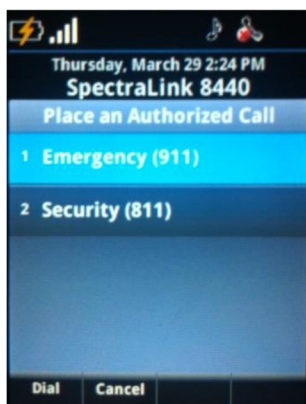 Thursday, March 29 2:24 PM
SpectraLink 8440
Place an Authorized Call
1 Emergency (911)
2 Security (811)
Dial Cancel